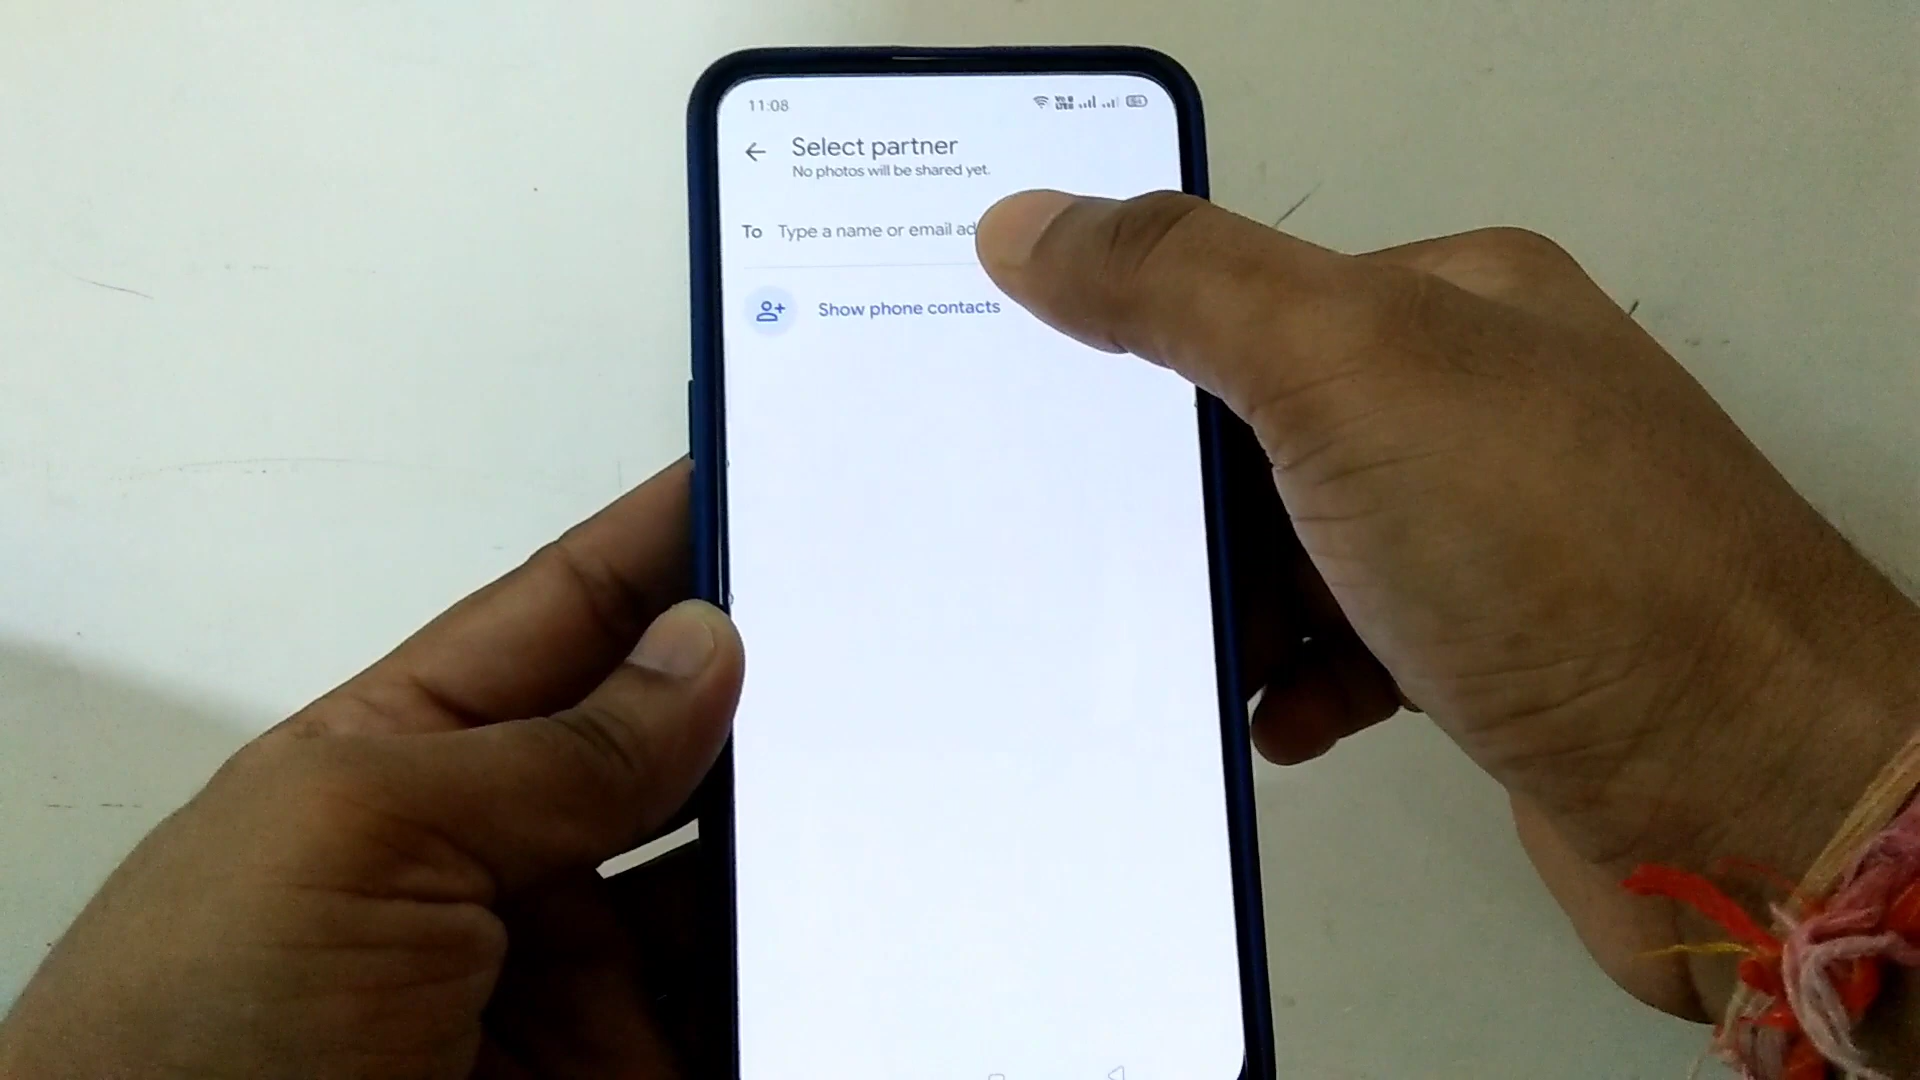 11:08
Select partner
No photos will be shared yet.
To Type a name or email ad
Show phone contacts